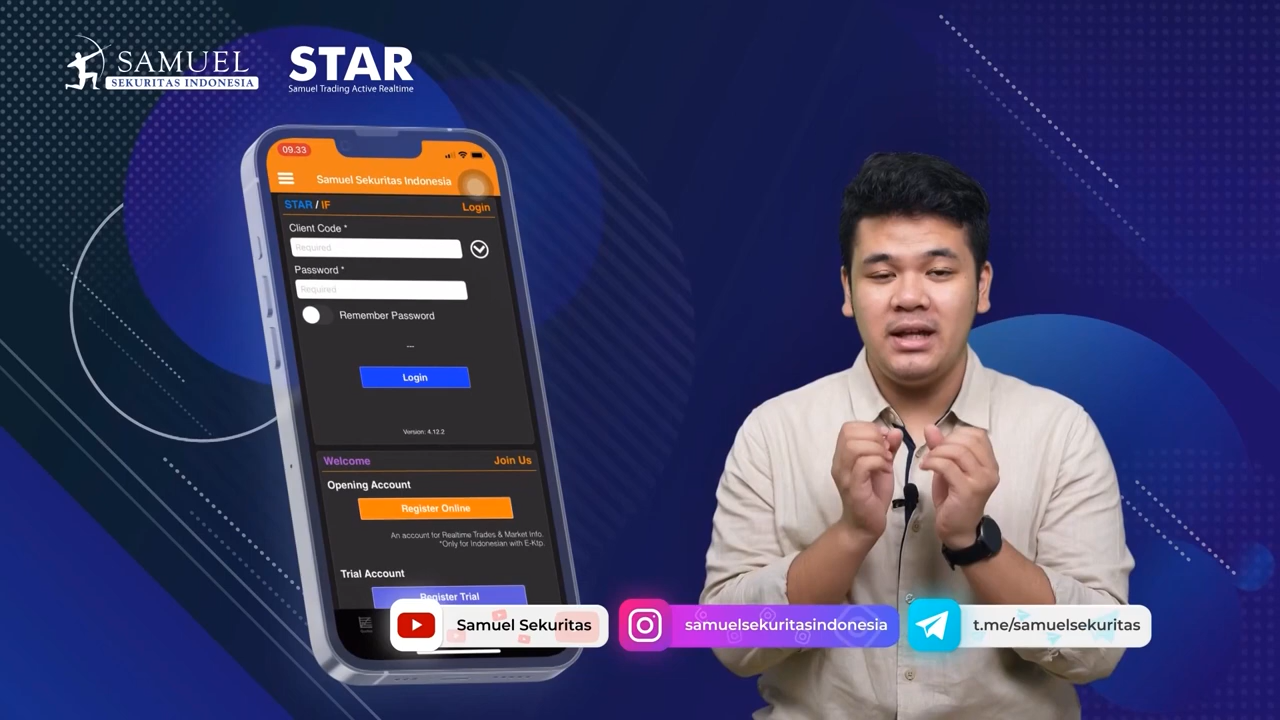 SAMUEL
SEKURITAS INDONESIA
STAR
Samuel Trading Active Realtime
09.33
Samuel Sekuritas Indonesia
STAR / IF
Login
Client Code *
Required
Password *
Required
Remember Password
---
Login
Version: 4.12.2
Welcome
Join Us
Opening Account
Register Online
An account for Realtime Trades & Market Info.
*Only for Indonesian with E-Ktp.
Trial Account
Register Trial
Samuel Sekuritas
samuelsekuritasindonesia
t.me/samuelsekuritas